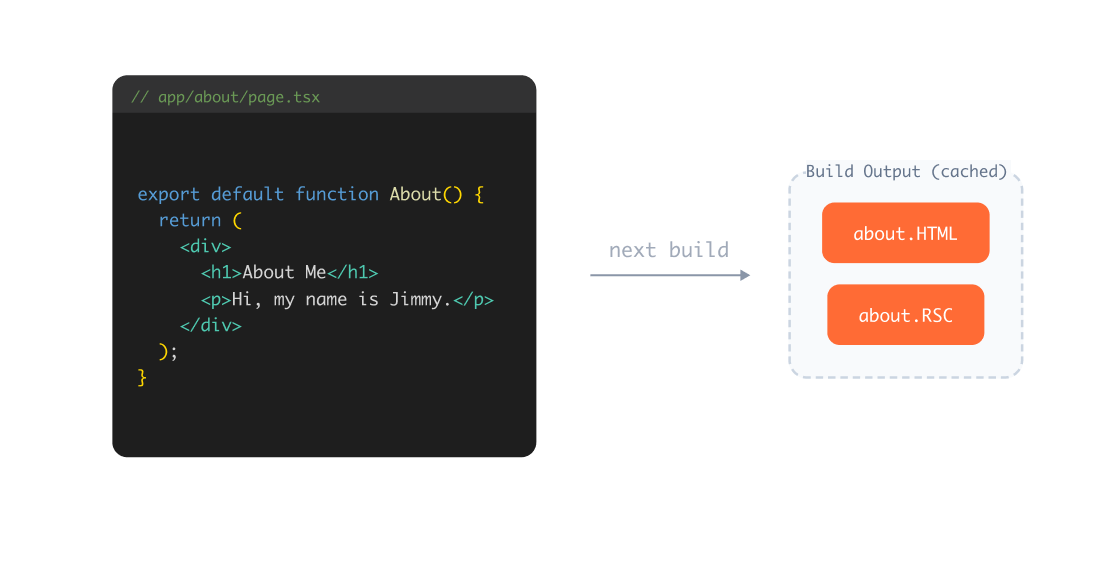 // app/about/page.tsx
export default function About() {
  return (
    <div>
      <h1>About Me</h1>
      <p>Hi, my name is Jimmy.</p>
    </div>
  );
}
next build
Build Output (cached)
about.HTML
about.RSC